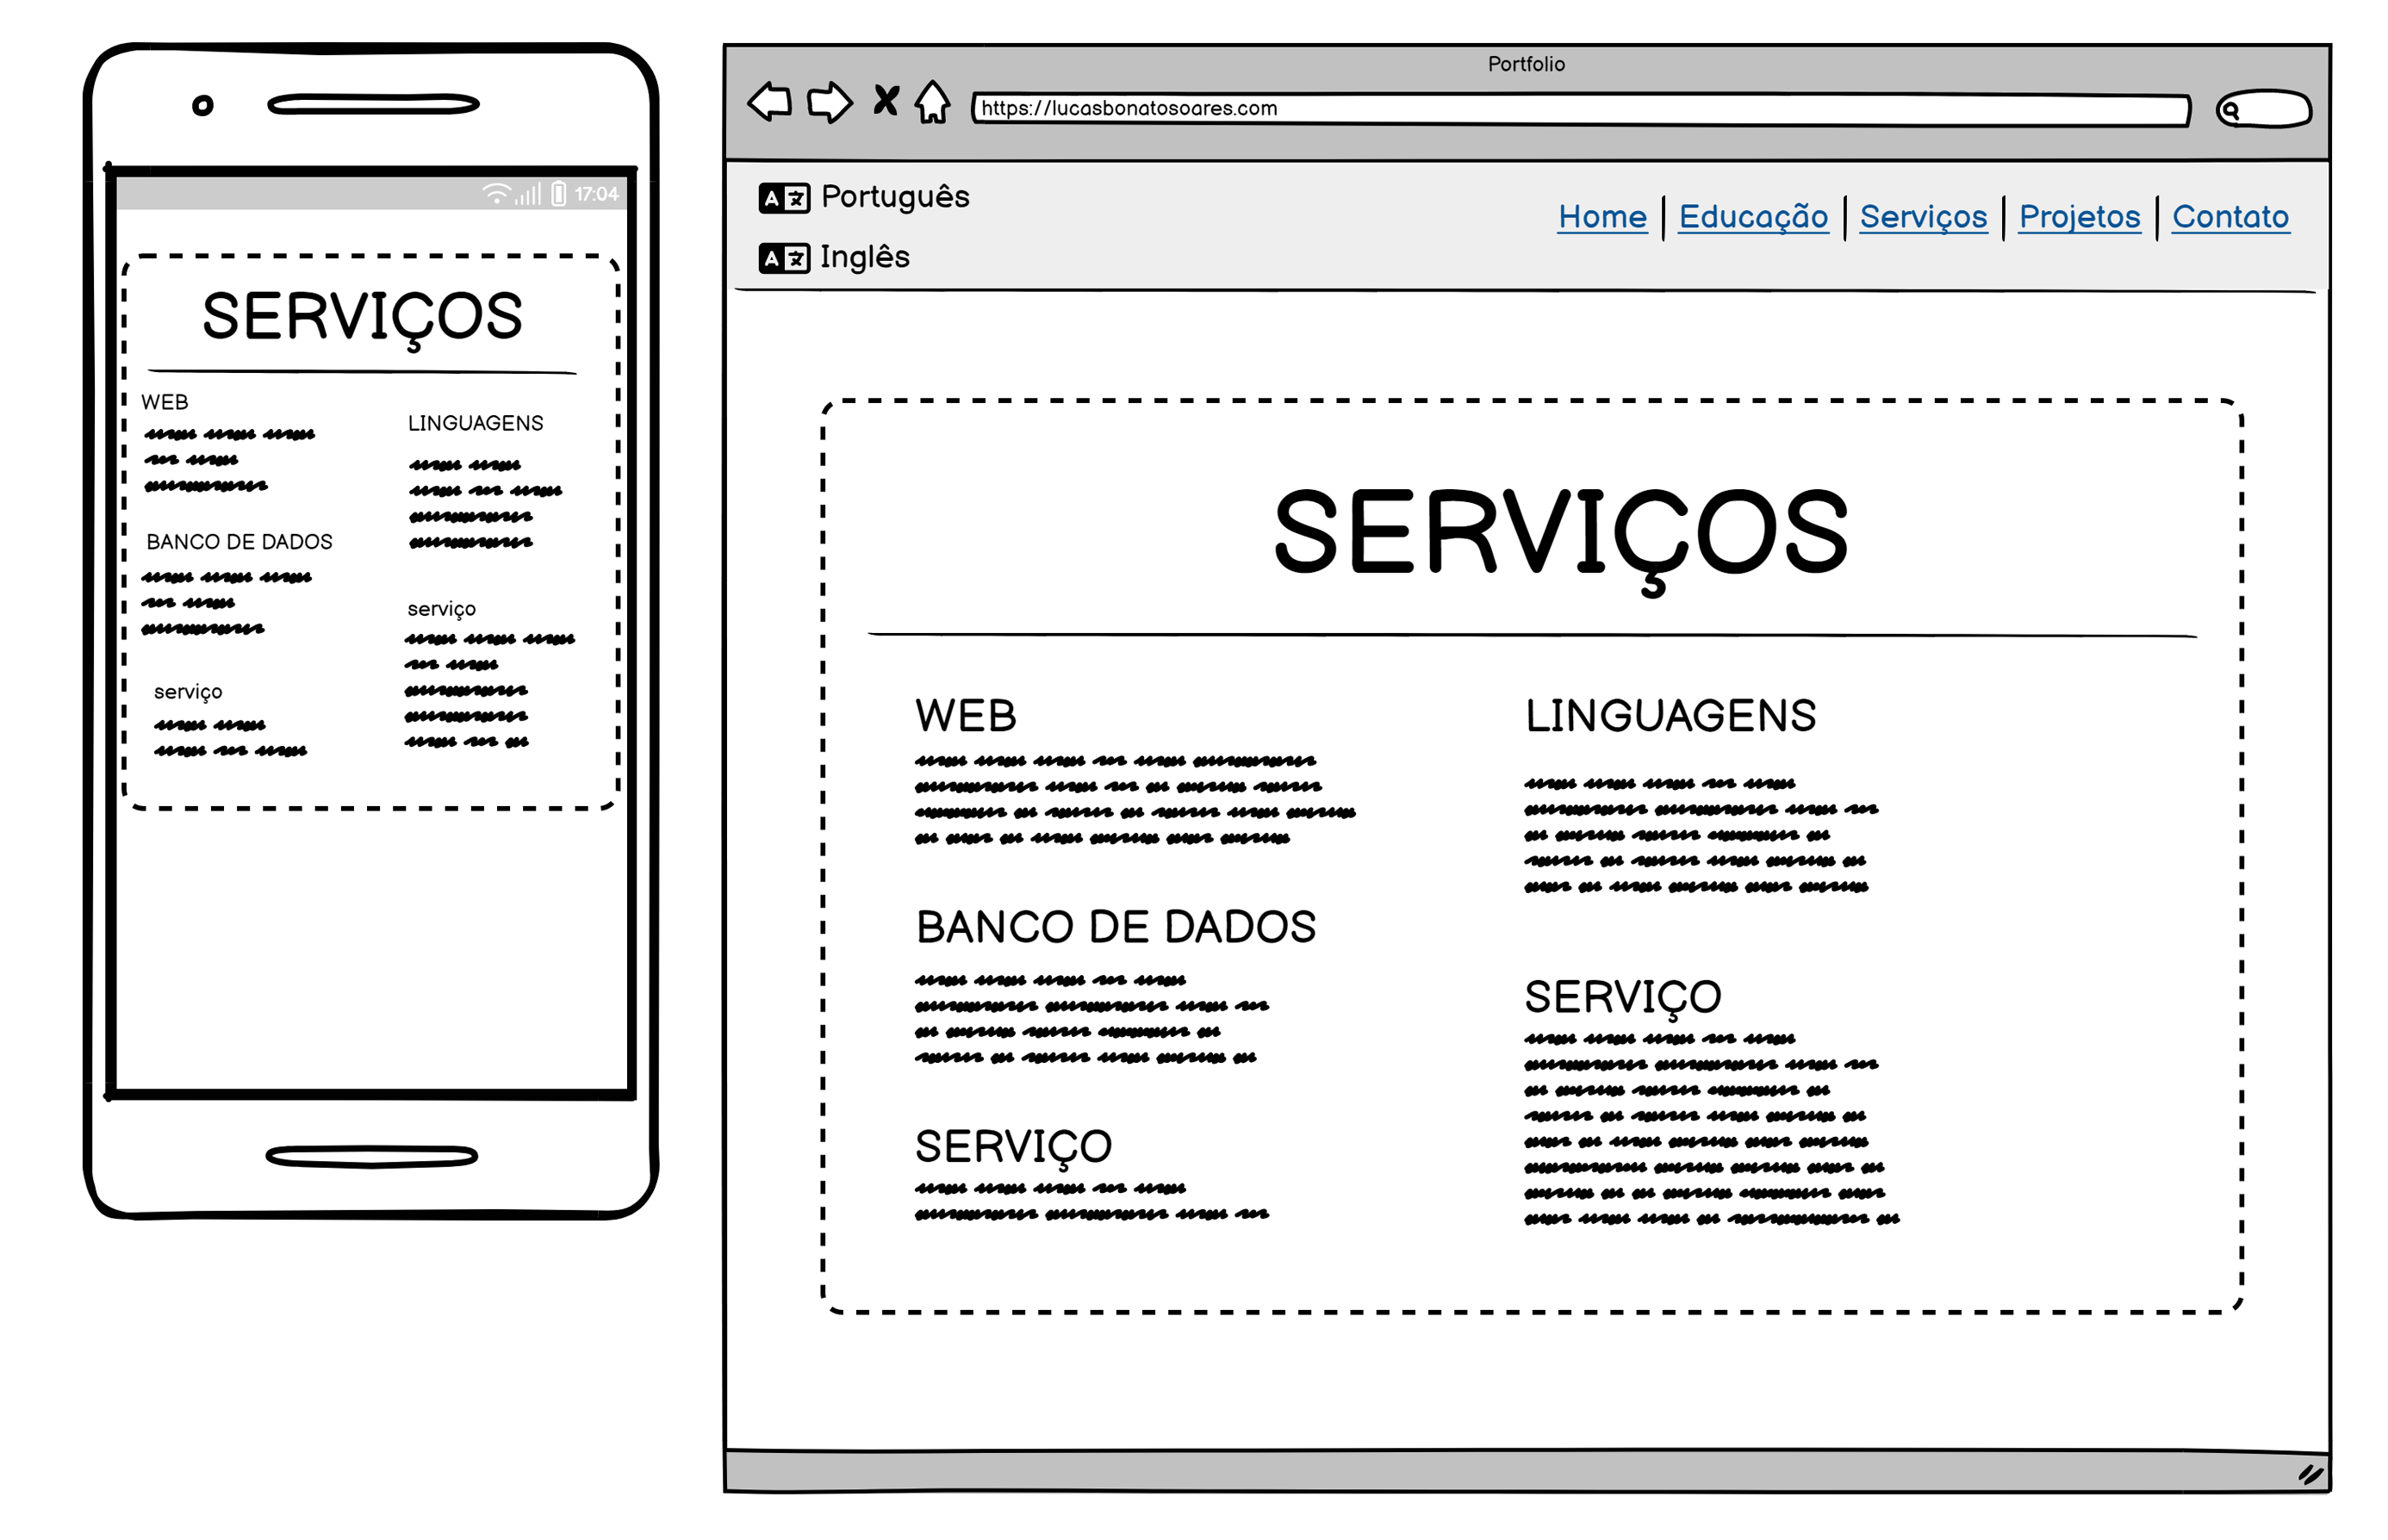 17:04
SERVIÇOS
WEB
BANCO DE DADOS
serviço
LINGUAGENS
serviço
Portfolio
https://lucasbonatosoares.com
Português
Inglês
Home | Educação | Serviços | Projetos | Contato
SERVIÇOS
WEB
BANCO DE DADOS
SERVIÇO
LINGUAGENS
SERVIÇO